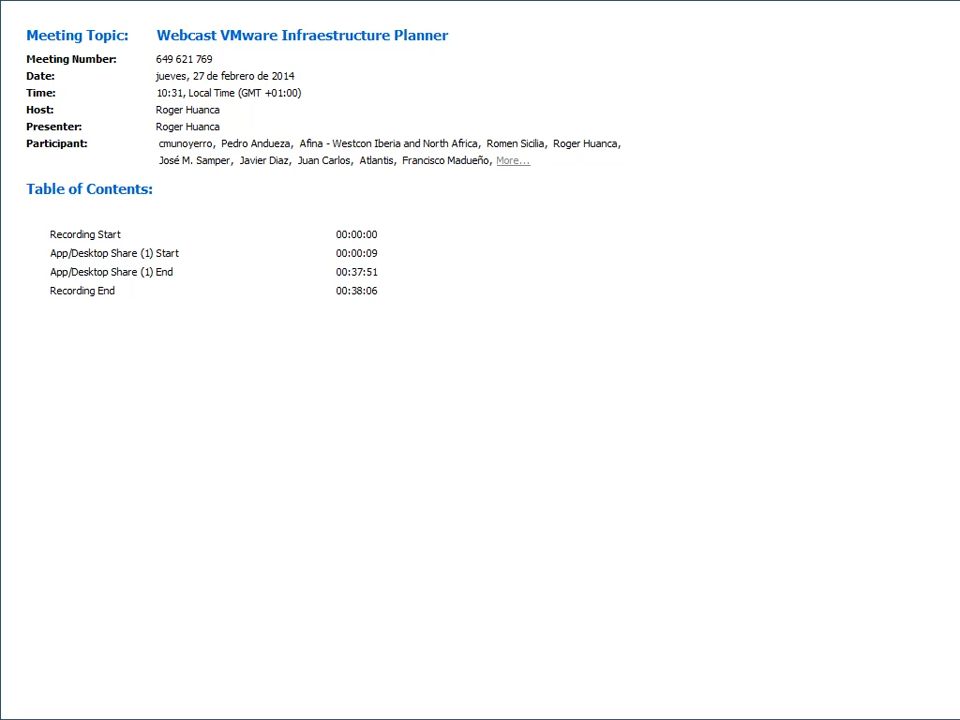 Meeting Topic: Webcast VMware Infraestructure Planner
Meeting Number: 649 621 769
Date: jueves, 27 de febrero de 2014
Time: 10:31, Local Time (GMT +01:00)
Host: Roger Huanca
Presenter: Roger Huanca
Participant: cmunoyerro, Pedro Andueza, Afina - Westcon Iberia and North Africa, Romen Sicilia, Roger Huanca,
José M. Samper, Javier Diaz, Juan Carlos, Atlantis, Francisco Madueño, More...
Table of Contents:
Recording Start 00:00:00
App/Desktop Share (1) Start 00:00:09
App/Desktop Share (1) End 00:37:51
Recording End 00:38:06